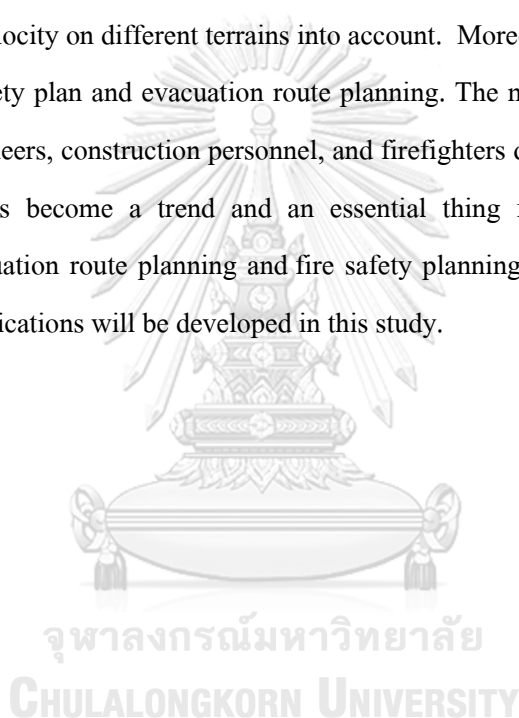 locity on different terrains into account. Moreo
ety plan and evacuation route planning. The n
neers, construction personnel, and firefighters d
s become a trend and an essential thing f
uation route planning and fire safety planning
ications will be developed in this study.
จุฬาลงกรณ์มหาวิทยาลัย
CHULALONGKORN UNIVERSITY